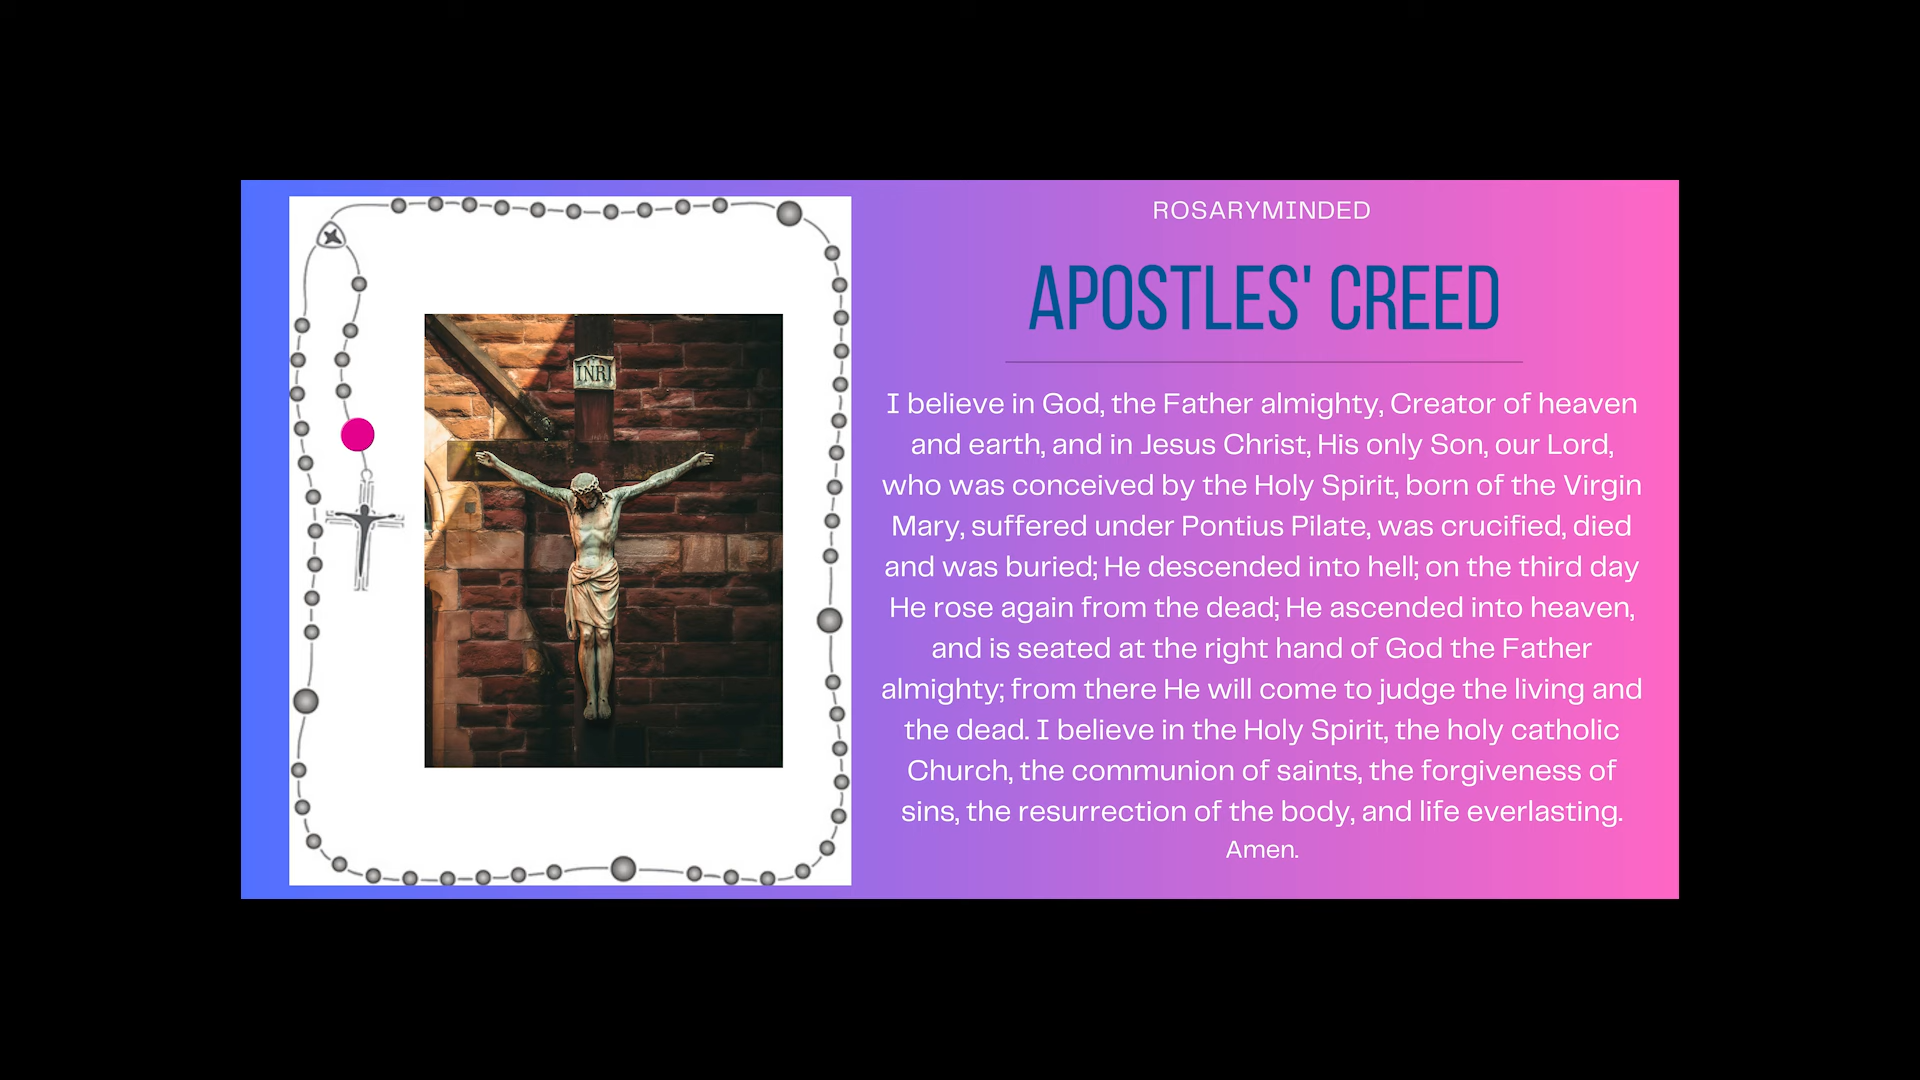 ROSARYMINDED
APOSTLES' CREED
INRI
I believe in God, the Father almighty, Creator of heaven
and earth, and in Jesus Christ, His only Son, our Lord,
who was conceived by the Holy Spirit, born of the Virgin
Mary, suffered under Pontius Pilate, was crucified, died
and was buried; He descended into hell; on the third day
He rose again from the dead; He ascended into heaven,
and is seated at the right hand of God the Father
almighty; from there He will come to judge the living and
the dead. I believe in the Holy Spirit, the holy catholic
Church, the communion of saints, the forgiveness of
sins, the resurrection of the body, and life everlasting.
Amen.